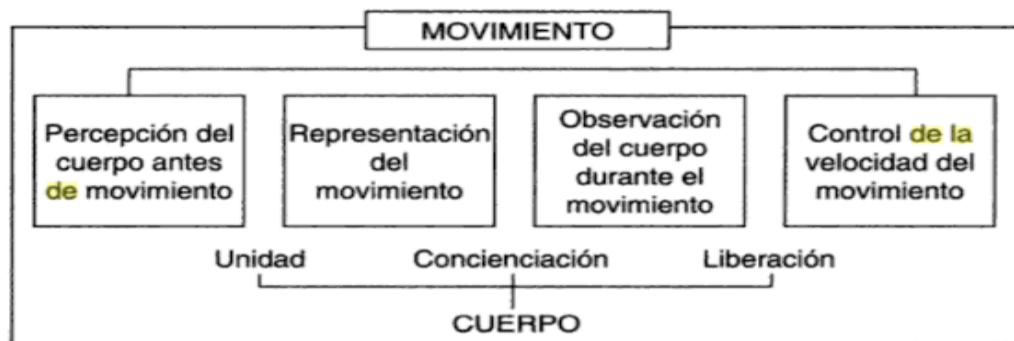 MOVIMIENTO
Percepción del
cuerpo antes
de movimiento
Representación
del
movimiento
Observación
del cuerpo
durante el
movimiento
Control de la
velocidad del
movimiento
Unidad
Concienciación
Liberación
CUERPO